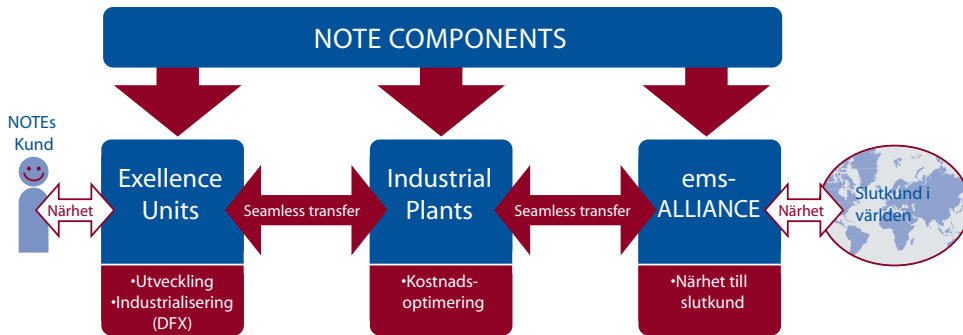 NOTE COMPONENTS
NOTEs
Kund
Närhet
Exellence
Units
•Utveckling
•Industrialisering
(DFX)
Seamless transfer
Industrial
Plants
•Kostnads-
optimering
Seamless transfer
ems-
ALLIANCE
•Närhet till
slutkund
Närhet
Slutkund i
världen